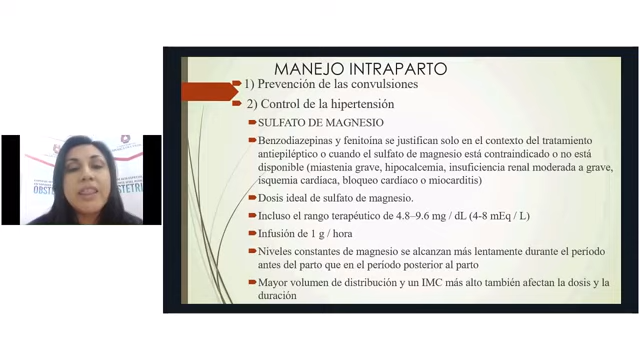 MANEJO INTRAPARTO
1) Prevención de las convulsiones
2) Control de la hipertensión
SULFATO DE MAGNESIO
Benzodiazepinas y fenitoína se justifican solo en el contexto del tratamiento
antiepiléptico o cuando el sulfato de magnesio está contraindicado o no está
disponible (miastenia grave, hipocalcemia, insuficiencia renal moderada a grave,
isquemia cardíaca, bloqueo cardíaco o miocarditis)
Dosis ideal de sulfato de magnesio.
Incluso el rango terapéutico de 4.8–9.6 mg / dL (4-8 mEq / L)
Infusión de 1 g / hora
Niveles constantes de magnesio se alcanzan más lentamente durante el período
antes del parto que en el período posterior al parto
Mayor volumen de distribución y un IMC más alto también afectan la dosis y la
duración